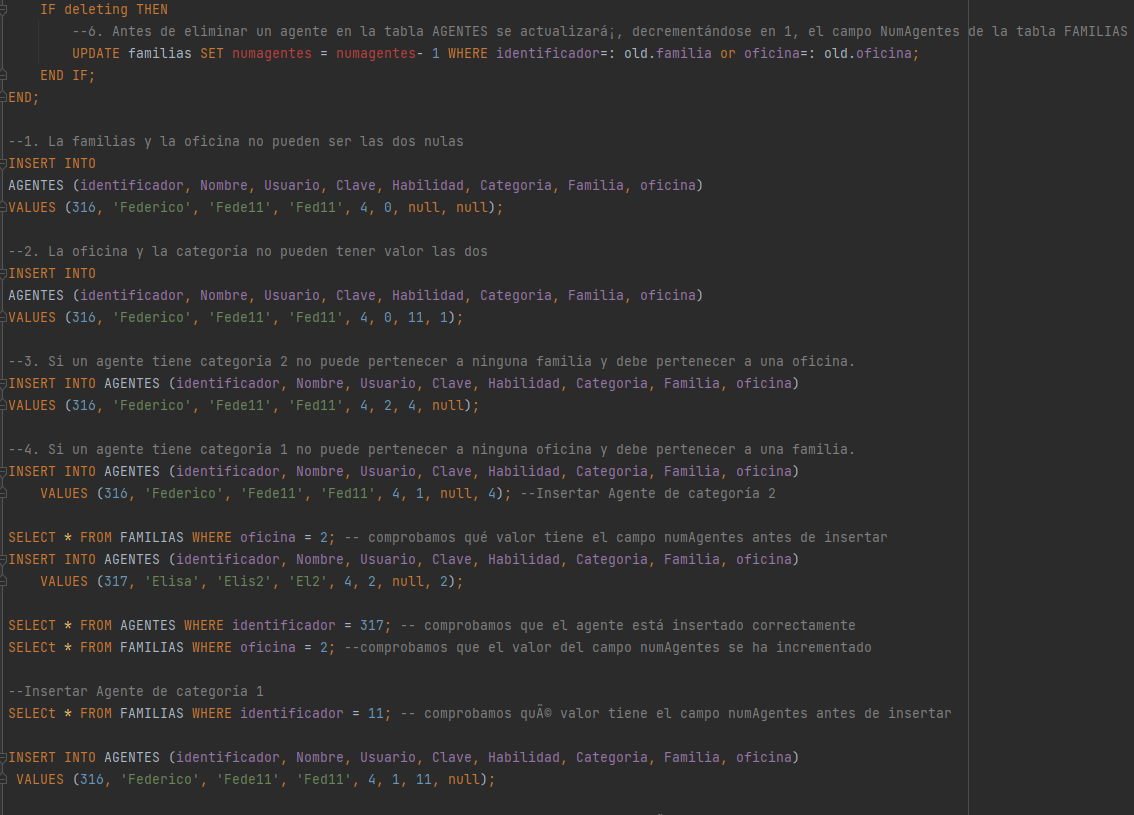 IF deleting THEN
--6. Antes de eliminar un agente en la tabla AGENTES se actualizará¡, decrementándose en 1, el campo NumAgentes de la tabla FAMILIAS
UPDATE familias SET numagentes = numagentes- 1 WHERE identificador=: old.familia or oficina=: old.oficina;
END IF;
END;
--1. La familias y la oficina no pueden ser las dos nulas
INSERT INTO
AGENTES (identificador, Nombre, Usuario, Clave, Habilidad, Categoria, Familia, oficina)
VALUES (316, 'Federico', 'Fede11', 'Fed11', 4, 0, null, null);
--2. La oficina y la categoría no pueden tener valor las dos
INSERT INTO
AGENTES (identificador, Nombre, Usuario, Clave, Habilidad, Categoria, Familia, oficina)
VALUES (316, 'Federico', 'Fede11', 'Fed11', 4, 0, 11, 1);
--3. Si un agente tiene categoría 2 no puede pertenecer a ninguna familia y debe pertenecer a una oficina.
INSERT INTO AGENTES (identificador, Nombre, Usuario, Clave, Habilidad, Categoria, Familia, oficina)
VALUES (316, 'Federico', 'Fede11', 'Fed11', 4, 2, 4, null);
--4. Si un agente tiene categoría 1 no puede pertenecer a ninguna oficina y debe pertenecer a una familia.
INSERT INTO AGENTES (identificador, Nombre, Usuario, Clave, Habilidad, Categoria, Familia, oficina)
VALUES (316, 'Federico', 'Fede11', 'Fed11', 4, 1, null, 4); --Insertar Agente de categoría 2
SELECT * FROM FAMILIAS WHERE oficina = 2; -- comprobamos qué valor tiene el campo numAgentes antes de insertar
INSERT INTO AGENTES (identificador, Nombre, Usuario, Clave, Habilidad, Categoria, Familia, oficina)
VALUES (317, 'Elisa', 'Elis2', 'El2', 4, 2, null, 2);
SELECT * FROM AGENTES WHERE identificador = 317; -- comprobamos que el agente está insertado correctamente
SELECt * FROM FAMILIAS WHERE oficina = 2; --comprobamos que el valor del campo numAgentes se ha incrementado
--Insertar Agente de categoría 1
SELECt * FROM FAMILIAS WHERE identificador = 11; -- comprobamos quÃ© valor tiene el campo numAgentes antes de insertar
INSERT INTO AGENTES (identificador, Nombre, Usuario, Clave, Habilidad, Categoria, Familia, oficina)
VALUES (316, 'Federico', 'Fede11', 'Fed11', 4, 1, 11, null);